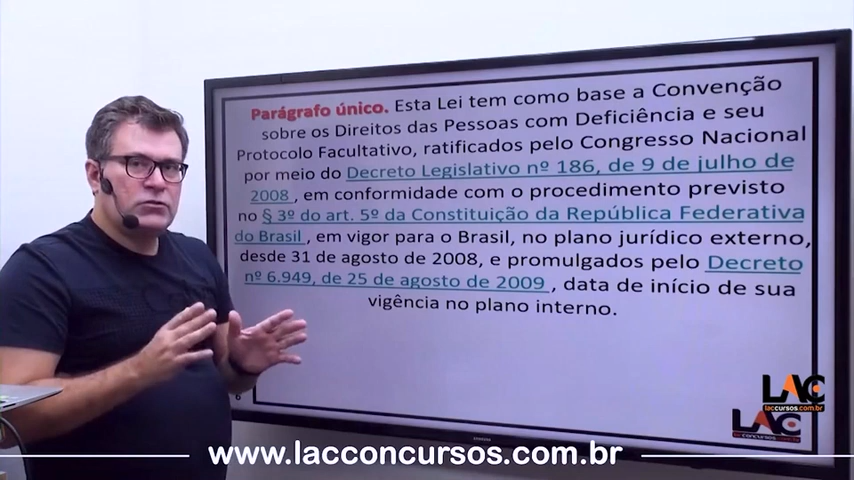 Parágrafo único. Esta Lei tem como base a Convenção
sobre os Direitos das Pessoas com Deficiência e seu
Protocolo Facultativo, ratificados pelo Congresso Nacional
por meio do Decreto Legislativo nº 186, de 9 de julho de
2008 , em conformidade com o procedimento previsto
no § 3º do art. 5º da Constituição da República Federativa
do Brasil , em vigor para o Brasil, no plano jurídico externo,
desde 31 de agosto de 2008, e promulgados pelo Decreto
nº 6.949, de 25 de agosto de 2009 , data de início de sua
vigência no plano interno.
LAC
laccursos.com.br
LAC
www.lacconcursos.com.br